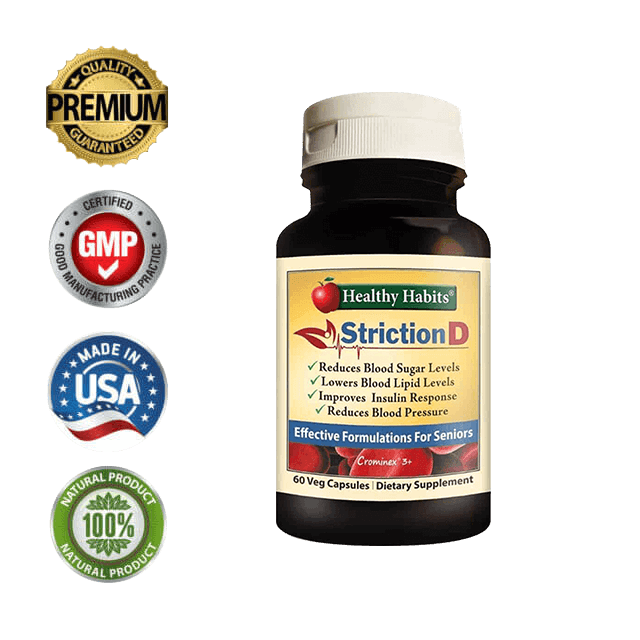 QUALITY
PREMIUM
GUARANTEED
CERTIFIED
GMP
GOOD MANUFACTURING PRACTICE
MADE IN
USA
NATURAL PRODUCT
100%
NATURAL PRODUCT
Healthy Habits®
Striction D
✓Reduces Blood Sugar Levels
✓Lowers Blood Lipid Levels
✓Improves Insulin Response
✓Reduces Blood Pressure
Effective Formulations For Seniors
Crominex® 3+
60 Veg Capsules | Dietary Supplement